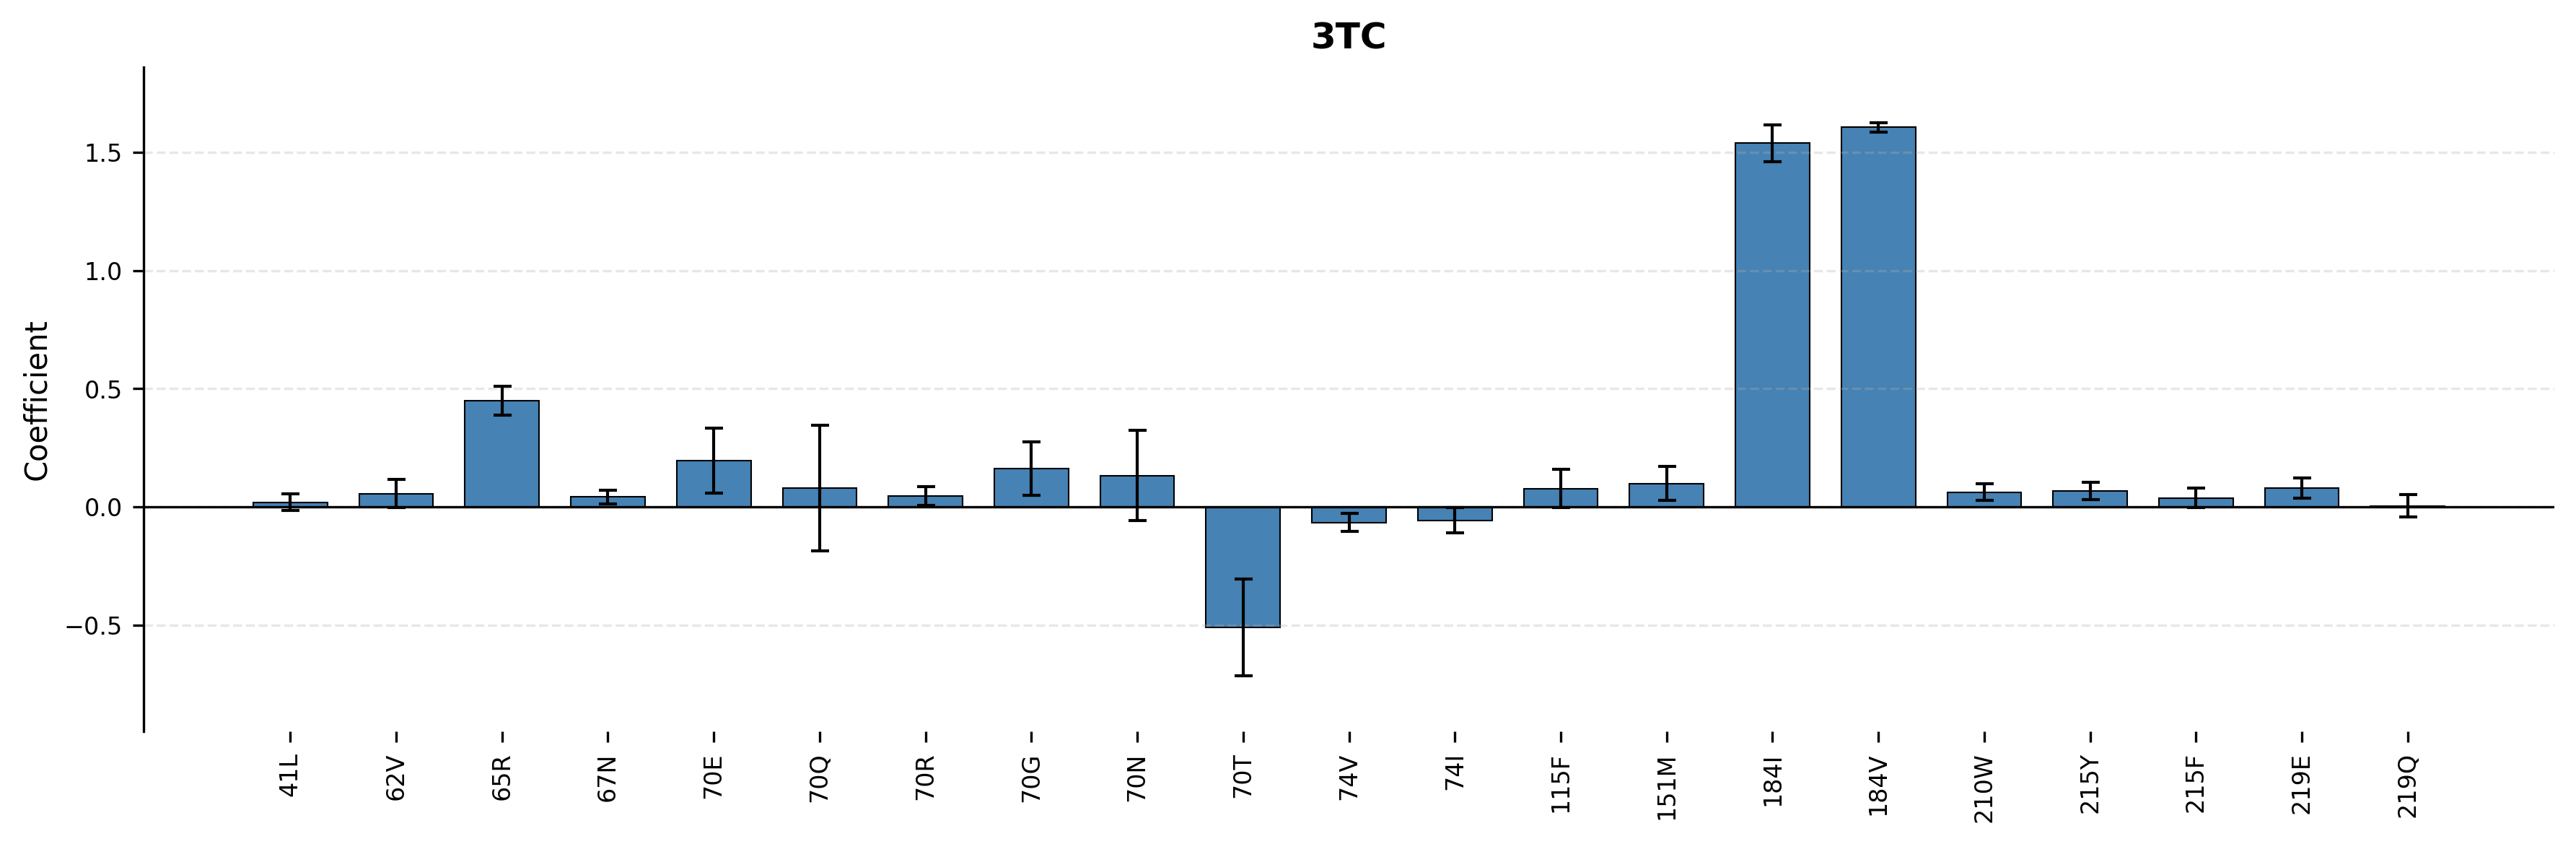 3TC
Coefficient
1.5
1.0
0.5
0.0
−0.5
41L
62V
65R
67N
70E
70Q
70R
70G
70N
70T
74V
74I
115F
151M
184I
184V
210W
215Y
215F
219E
219Q